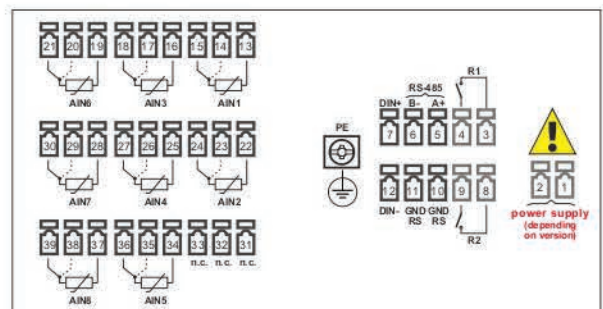 21 20 19 18 17 16 15 14 13
AIN6 AIN3 AIN1
30 29 28 27 26 25 24 23 22
AIN7 AIN4 AIN2
39 38 37 36 35 34 33 32 31
n.c. n.c. n.c.
AIN8 AIN5
PE
R1
RS-485
DIN+ B- A+
7 6 5 4 3
12 11 10 9 8
DIN- GND GND
RS RS
R2
2 1
power supply
(depending
on version)